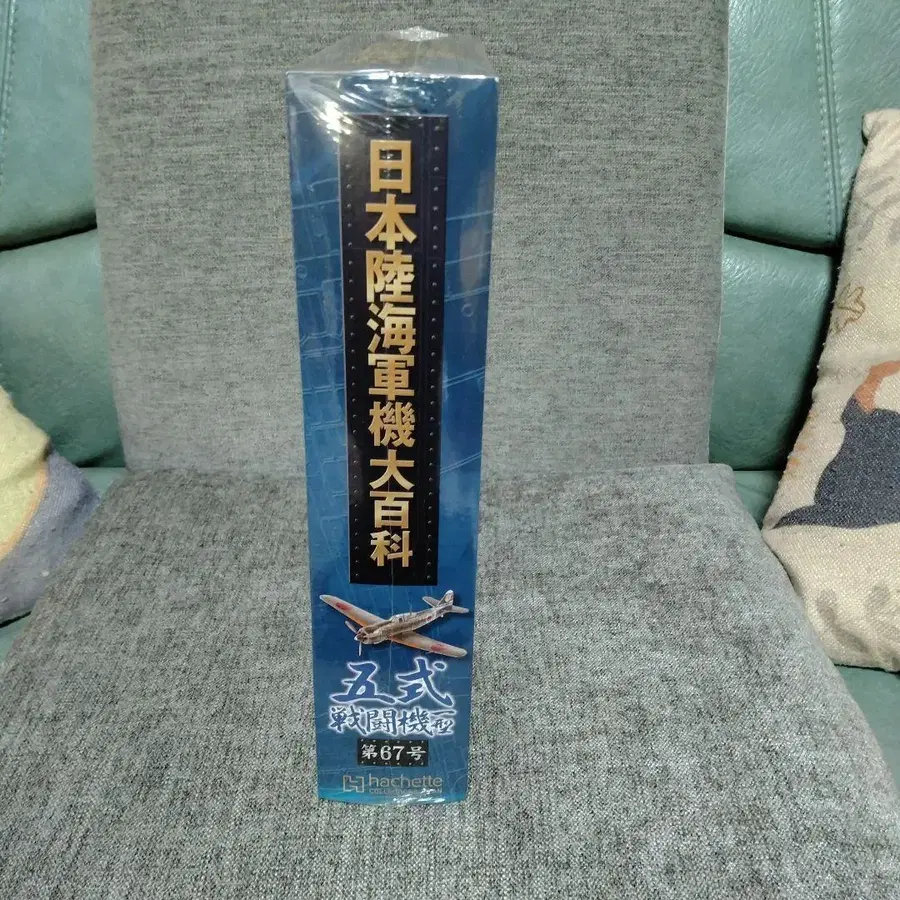 日本陸海軍機大百科
五式
戦闘機一型
第67号
hachette